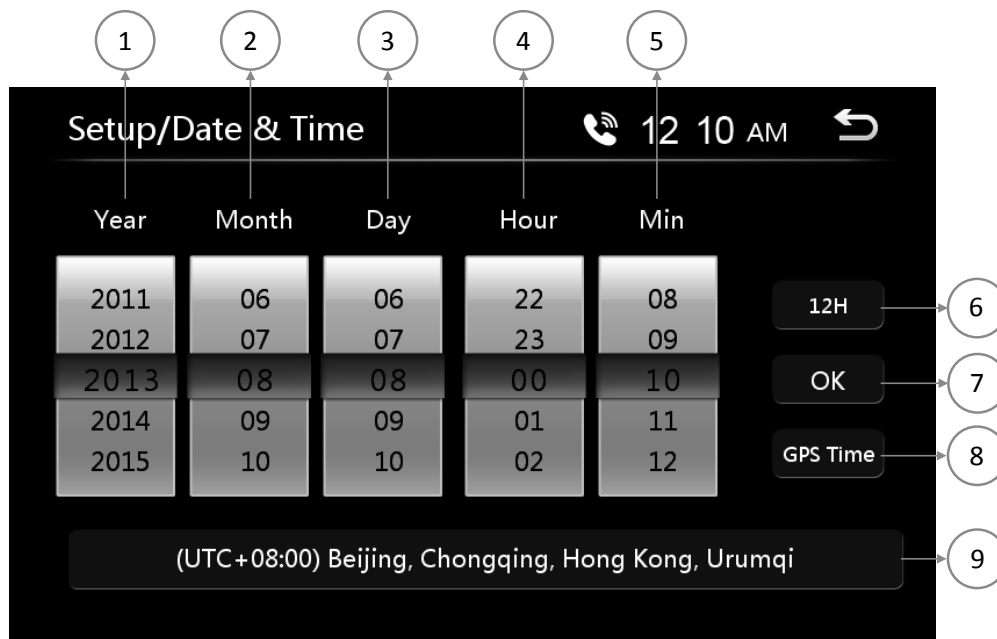 1 2 3 4 5
Setup/Date & Time 12 10 AM
Year Month Day Hour Min
2011 06 06 22 08
2012 07 07 23 09
2013 08 08 00 10
2014 09 09 01 11
2015 10 10 02 12
12H 6
OK 7
GPS Time 8
(UTC+08:00) Beijing, Chongqing, Hong Kong, Urumqi 9